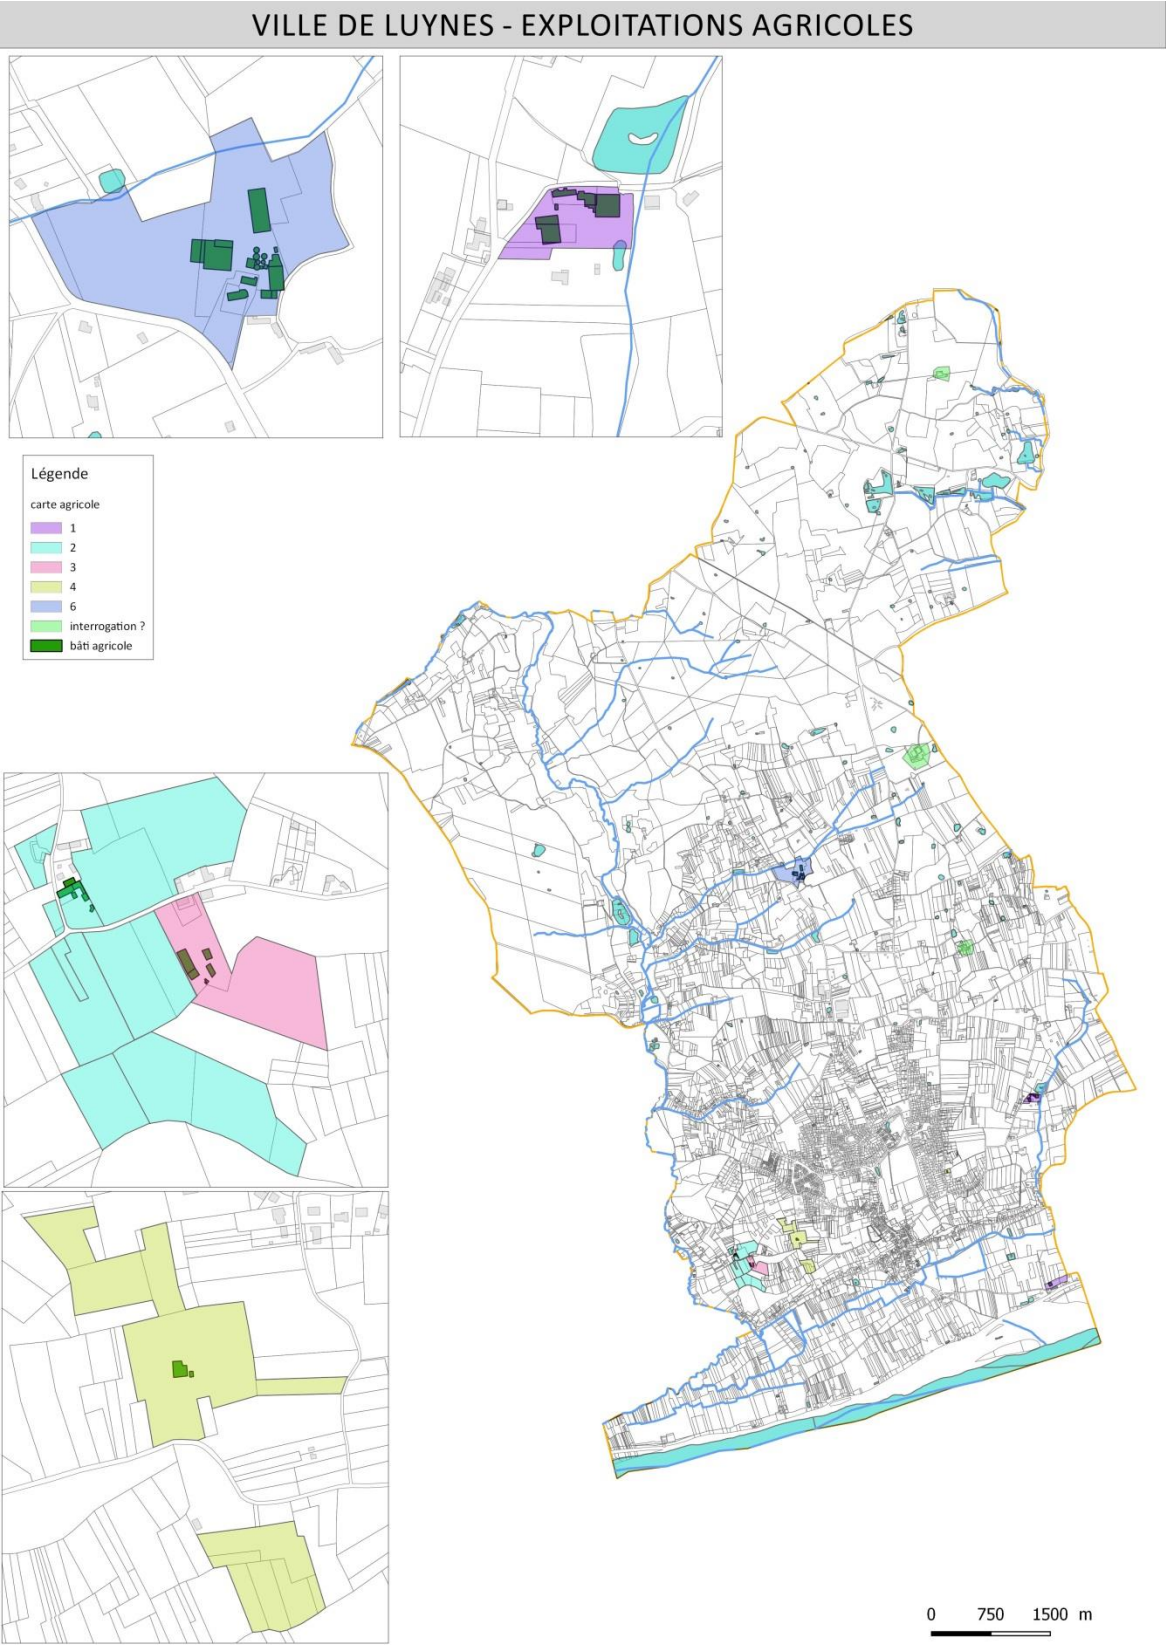 VILLE DE LUYNES - EXPLOITATIONS AGRICOLES
Légende
carte agricole
1
2
3
4
6
interrogation ?
bâti agricole
0 750 1500 m